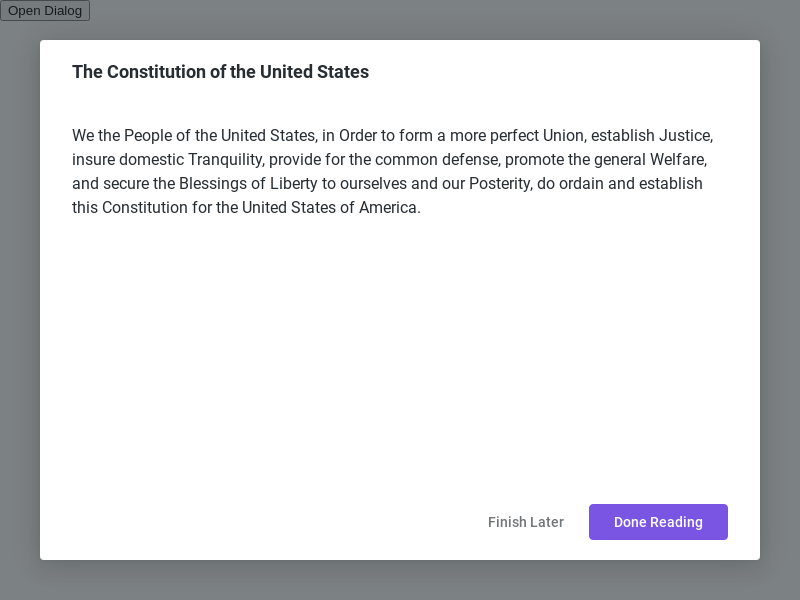 Open Dialog
The Constitution of the United States
We the People of the United States, in Order to form a more perfect Union, establish Justice,
insure domestic Tranquility, provide for the common defense, promote the general Welfare,
and secure the Blessings of Liberty to ourselves and our Posterity, do ordain and establish
this Constitution for the United States of America.
Finish Later
Done Reading